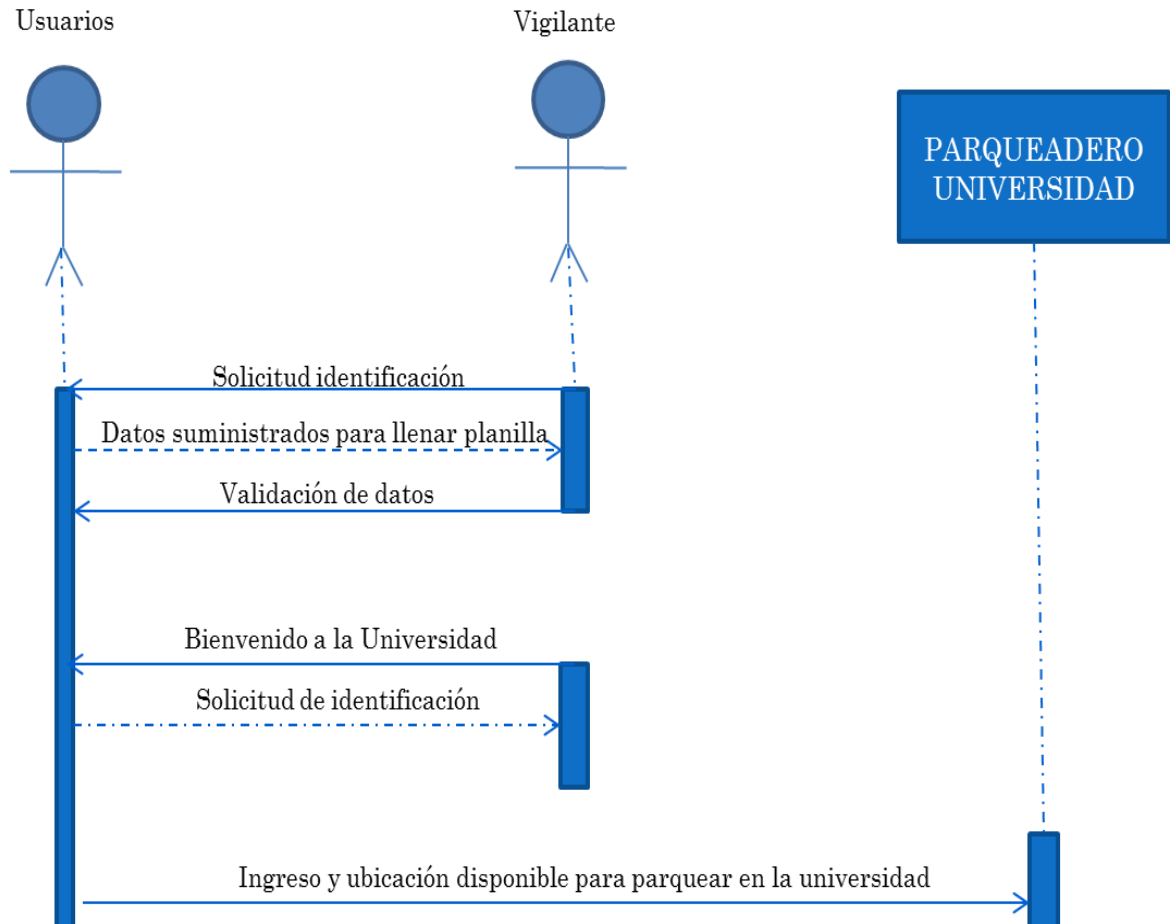 Usuarios
Vigilante
PARQUEADERO
UNIVERSIDAD
Solicitud identificación
Datos suministrados para llenar planilla
Validación de datos
Bienvenido a la Universidad
Solicitud de identificación
Ingreso y ubicación disponible para parquear en la universidad